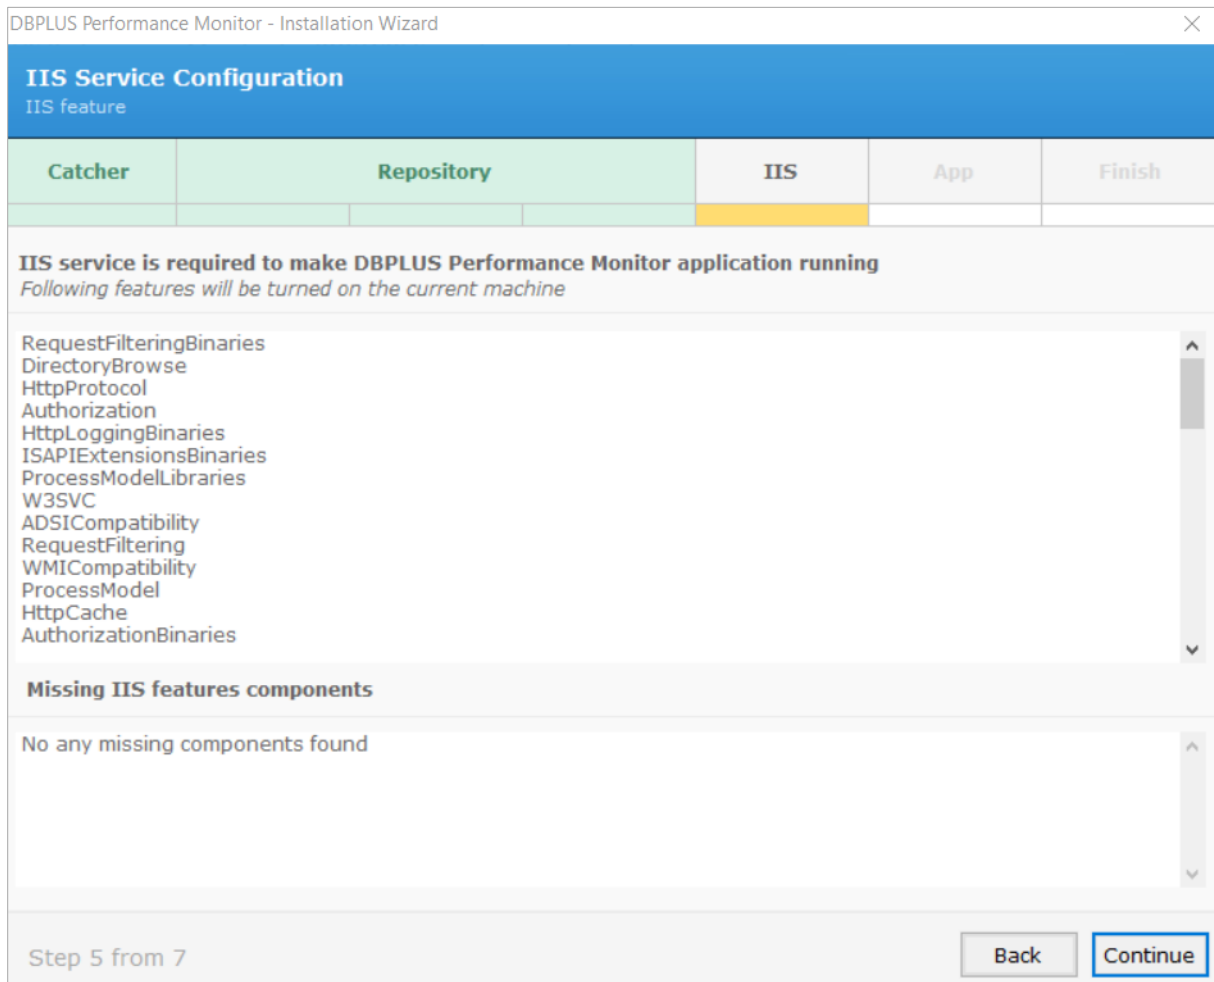 DBPLUS Performance Monitor - Installation Wizard
IIS Service Configuration
IIS feature
Catcher Repository IIS App Finish
IIS service is required to make DBPLUS Performance Monitor application running
Following features will be turned on the current machine
RequestFilteringBinaries
DirectoryBrowse
HttpProtocol
Authorization
HttpLoggingBinaries
ISAPIExtensionsBinaries
ProcessModelLibraries
W3SVC
ADSICompatibility
RequestFiltering
WMICompatibility
ProcessModel
HttpCache
AuthorizationBinaries
Missing IIS features components
No any missing components found
Step 5 from 7 Back Continue